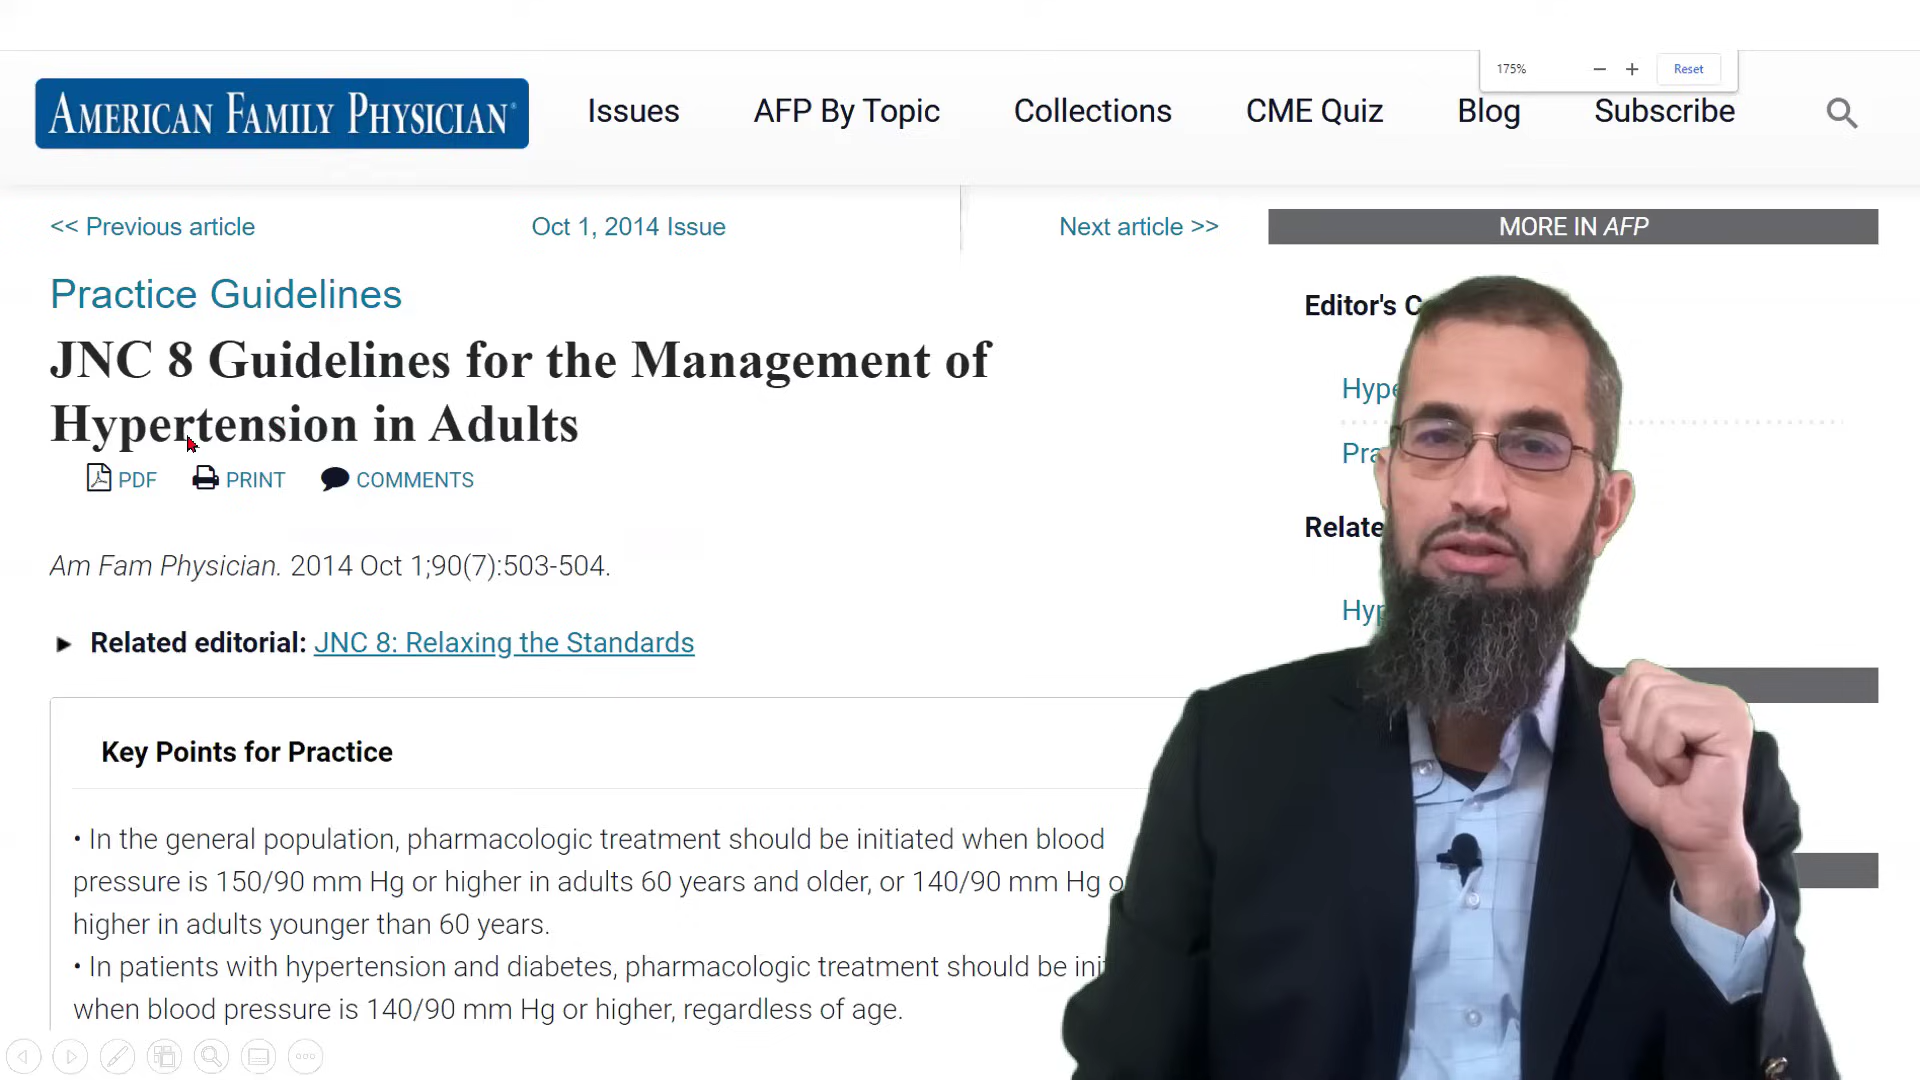 175%
Reset
AMERICAN FAMILY PHYSICIAN®
Issues
AFP By Topic
Collections
CME Quiz
Blog
Subscribe
<< Previous article
Oct 1, 2014 Issue
Next article >>
MORE IN AFP
Practice Guidelines
JNC 8 Guidelines for the Management of
Hypertension in Adults
PDF
PRINT
COMMENTS
Am Fam Physician. 2014 Oct 1;90(7):503-504.
Related editorial: JNC 8: Relaxing the Standards
Key Points for Practice
• In the general population, pharmacologic treatment should be initiated when blood
pressure is 150/90 mm Hg or higher in adults 60 years and older, or 140/90 mm Hg
higher in adults younger than 60 years.
• In patients with hypertension and diabetes, pharmacologic treatment should be
when blood pressure is 140/90 mm Hg or higher, regardless of age.
Editor's